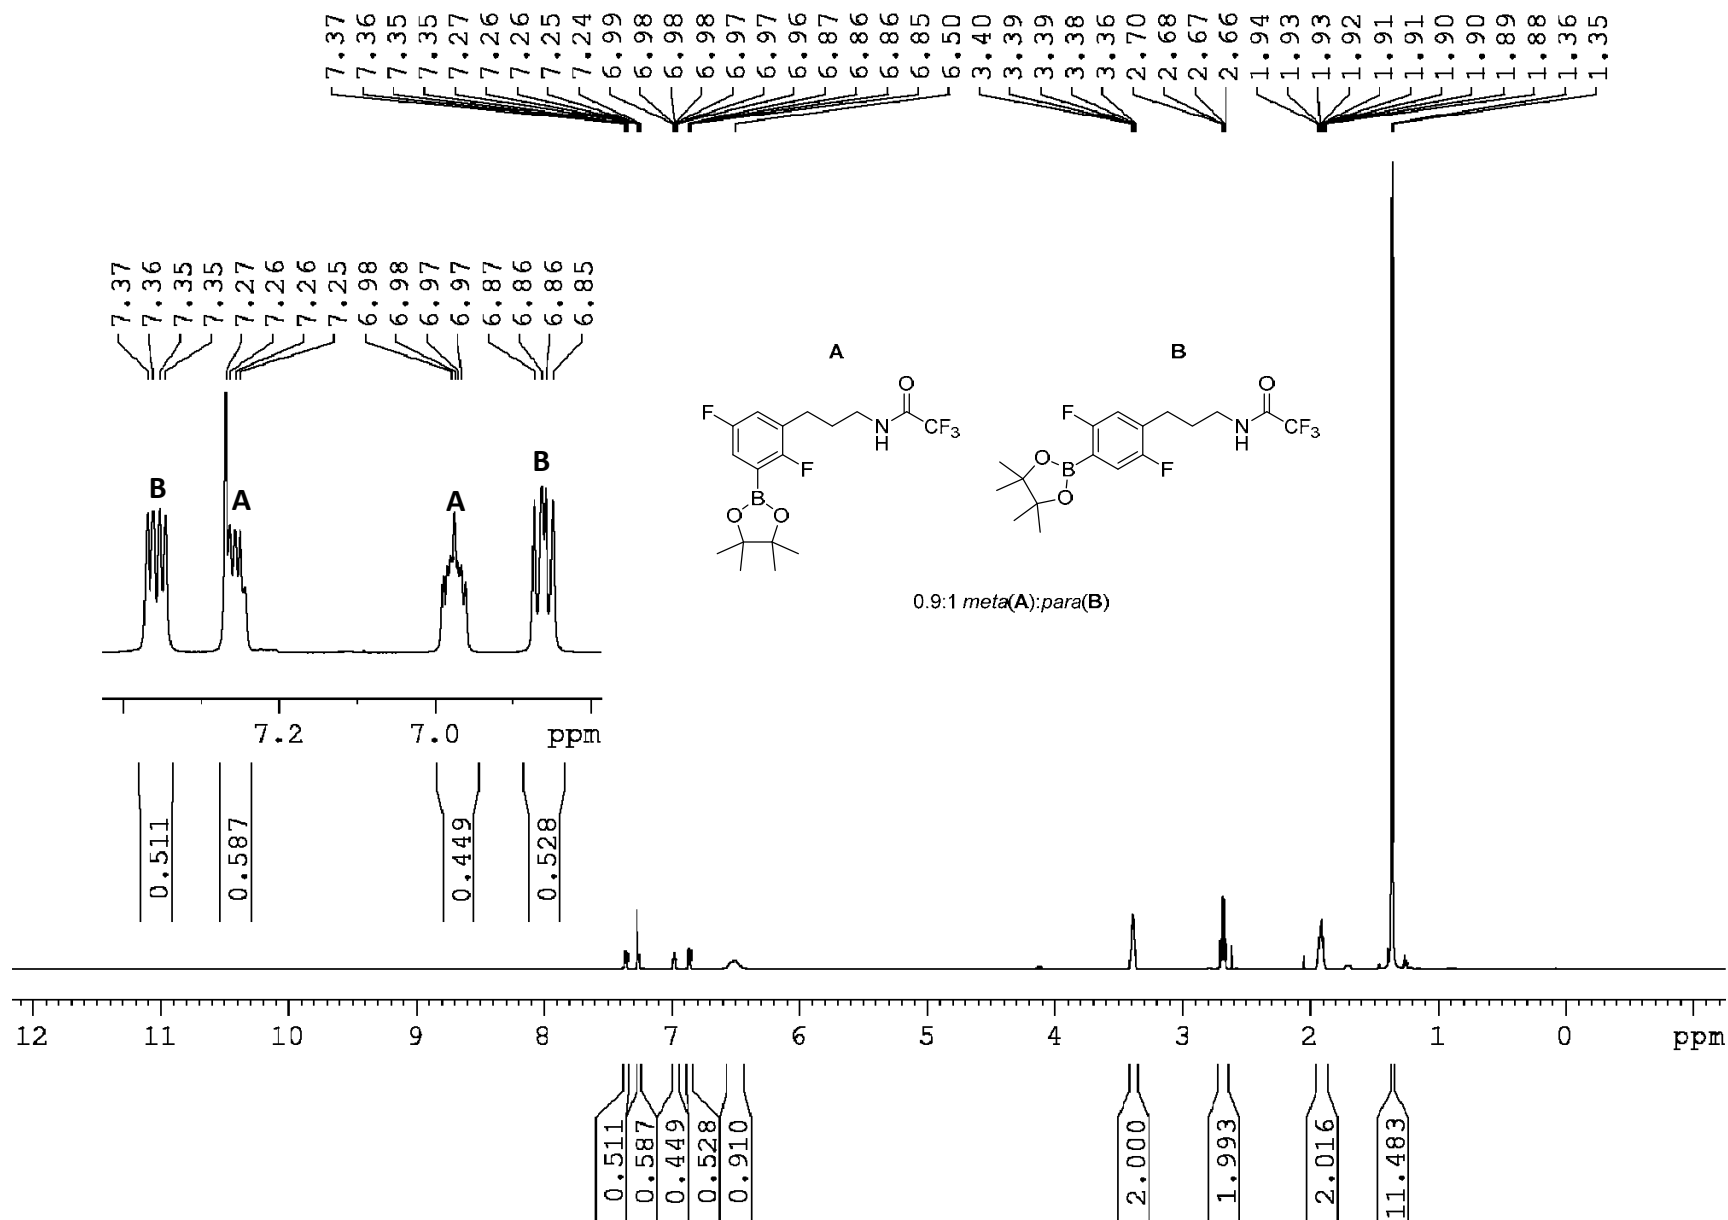 7.37 7.36 7.35 7.35 7.27 7.26 7.26 7.25 7.24 6.99 6.98 6.98 6.98 6.97 6.97 6.96 6.87 6.86 6.86 6.85 6.50 3.40 3.39 3.39 3.38 3.36 2.70 2.68 2.67 2.66 1.94 1.93 1.93 1.92 1.91 1.91 1.90 1.90 1.89 1.88 1.36 1.35
7.37 7.36 7.35 7.35 7.27 7.26 7.26 7.25 6.98 6.98 6.97 6.97 6.87 6.86 6.86 6.85
B A A B
7.2 7.0 ppm
0.511 0.587 0.449 0.528
A
F
F
N
H
O
CF3
B
O
O
B
F
F
N
H
O
CF3
O
B
O
0.9:1 meta(A):para(B)
12 11 10 9 8 7 6 5 4 3 2 1 0 ppm
0.511 0.587 0.449 0.528 0.910 2.000 1.993 2.016 11.483